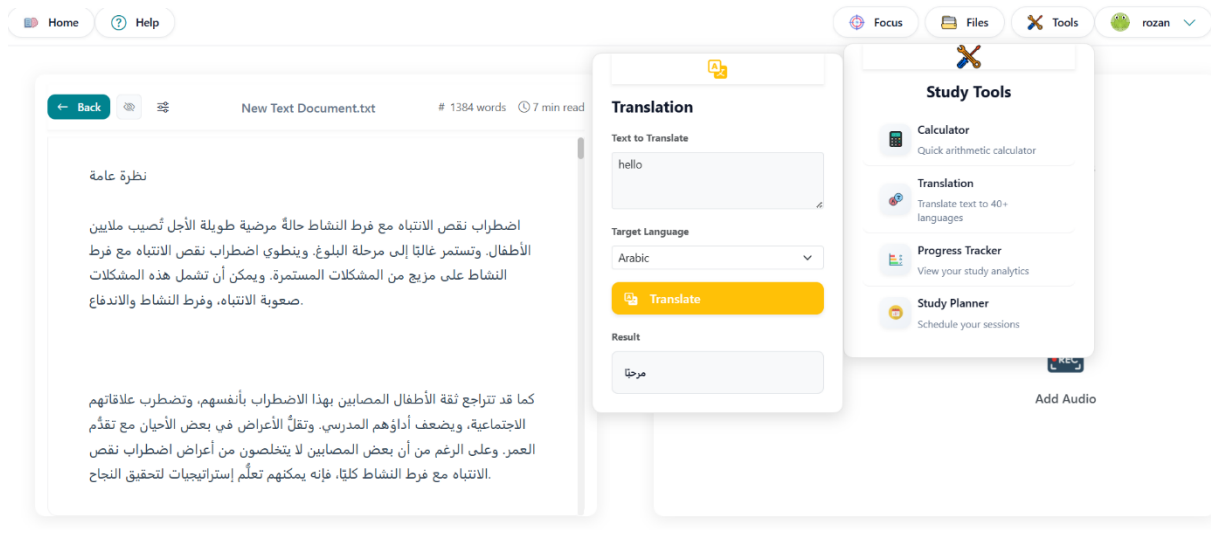 Home
Help
Focus
Files
Tools
rozan
Back
New Text Document.txt
# 1384 words
7 min read
نظرة عامة
اضطراب نقص الانتباه مع فرط النشاط حالةٌ مرضية طويلة الأجل تُصيب ملايين
الأطفال. وتستمر غالبًا إلى مرحلة البلوغ. وينطوي اضطراب نقص الانتباه مع فرط
النشاط على مزيج من المشكلات المستمرة. ويمكن أن تشمل هذه المشكلات
.صعوبة الانتباه، وفرط النشاط والاندفاع
كما قد تتراجع ثقة الأطفال المصابين بهذا الاضطراب بأنفسهم، وتضطرب علاقاتهم
الاجتماعية، ويضعف أداؤهم المدرسي. وتقلُّ الأعراض في بعض الأحيان مع تقدُّم
العمر. وعلى الرغم من أن بعض المصابين لا يتخلصون من أعراض اضطراب نقص
.الانتباه مع فرط النشاط كليًا، فإنه يمكنهم تعلُّم إستراتيجيات لتحقيق النجاح
Translation
Text to Translate
hello
Target Language
Arabic
Translate
Result
مرحبًا
Study Tools
Calculator
Quick arithmetic calculator
Translation
Translate text to 40+
languages
Progress Tracker
View your study analytics
Study Planner
Schedule your sessions
REC
Add Audio